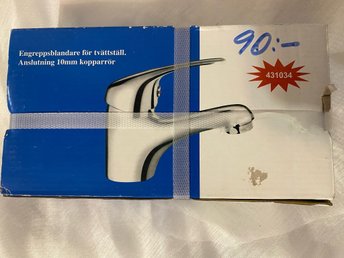 Engreppsblandare för tvättställ.
Anslutning 10mm kopparrör
90:-
431034